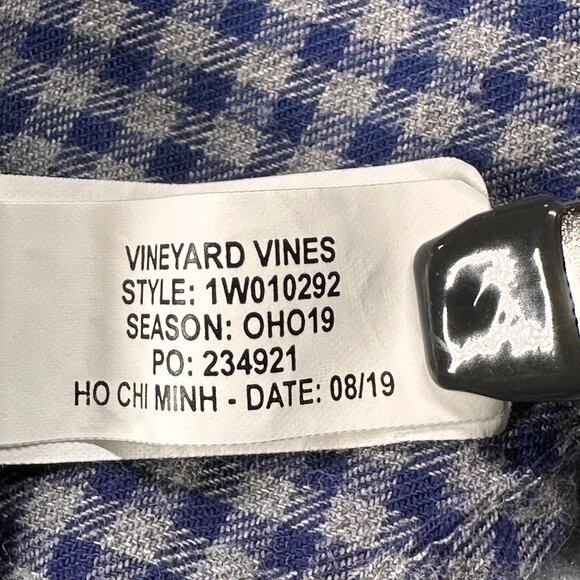 VINEYARD VINES
STYLE: 1W010292
SEASON: OHO19
PO: 234921
HO CHI MINH - DATE: 08/19